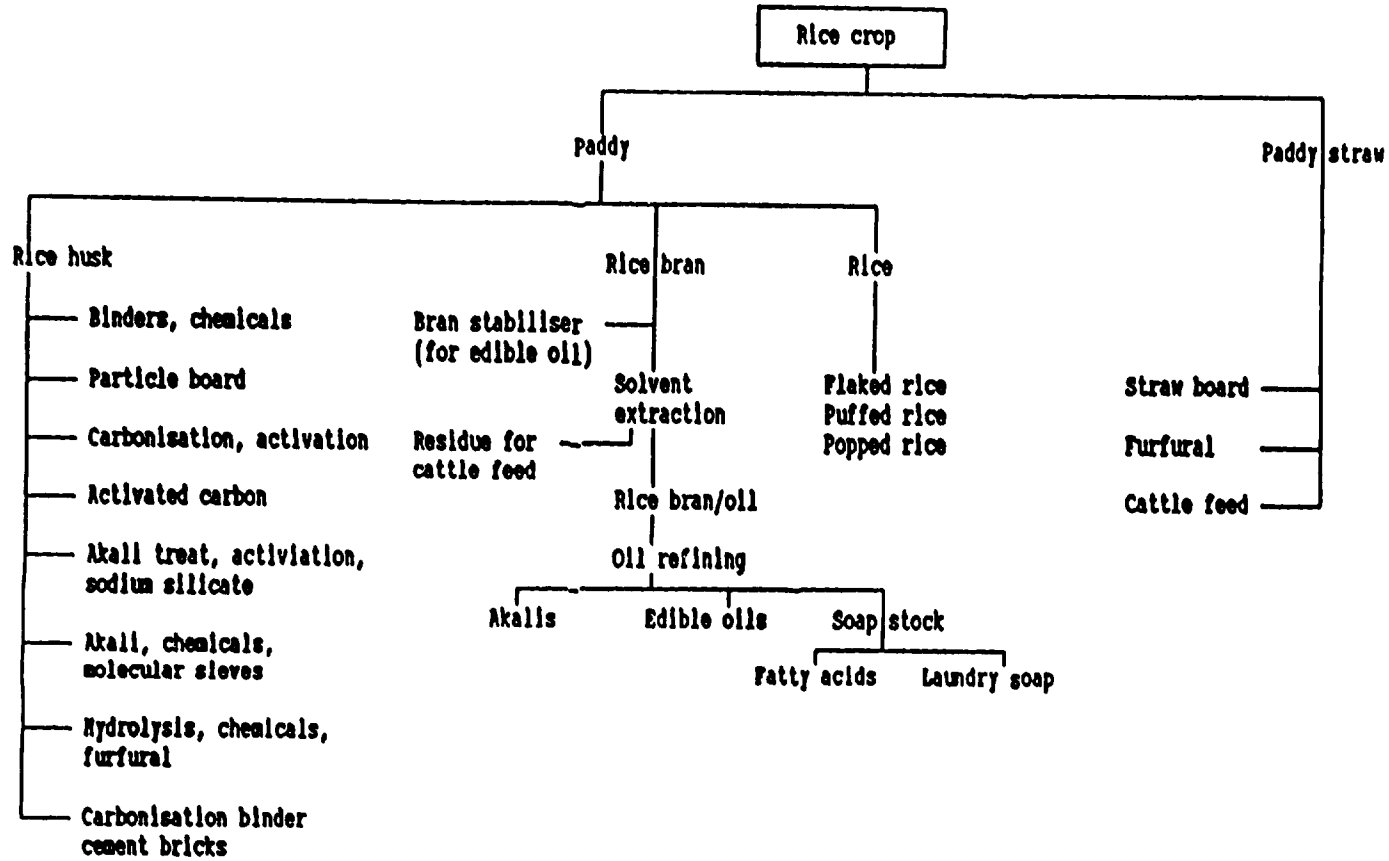 Rice crop
Paddy
Paddy straw
Rice husk
Rice bran
Rice
Binders, chemicals
Particle board
Carbonisation, activation
Activated carbon
Akali treat, activiation,
sodium silicate
Akali, chemicals,
molecular sieves
Hydrolysis, chemicals,
furfural
Carbonisation binder
cement bricks
Bran stabiliser
(for edible oil)
Solvent
extraction
Residue for
cattle feed
Rice bran/oil
Oil refining
Akalis
Edible oils
Soap stock
Fatty acids
Laundry soap
Flaked rice
Puffed rice
Popped rice
Straw board
Furfural
Cattle feed